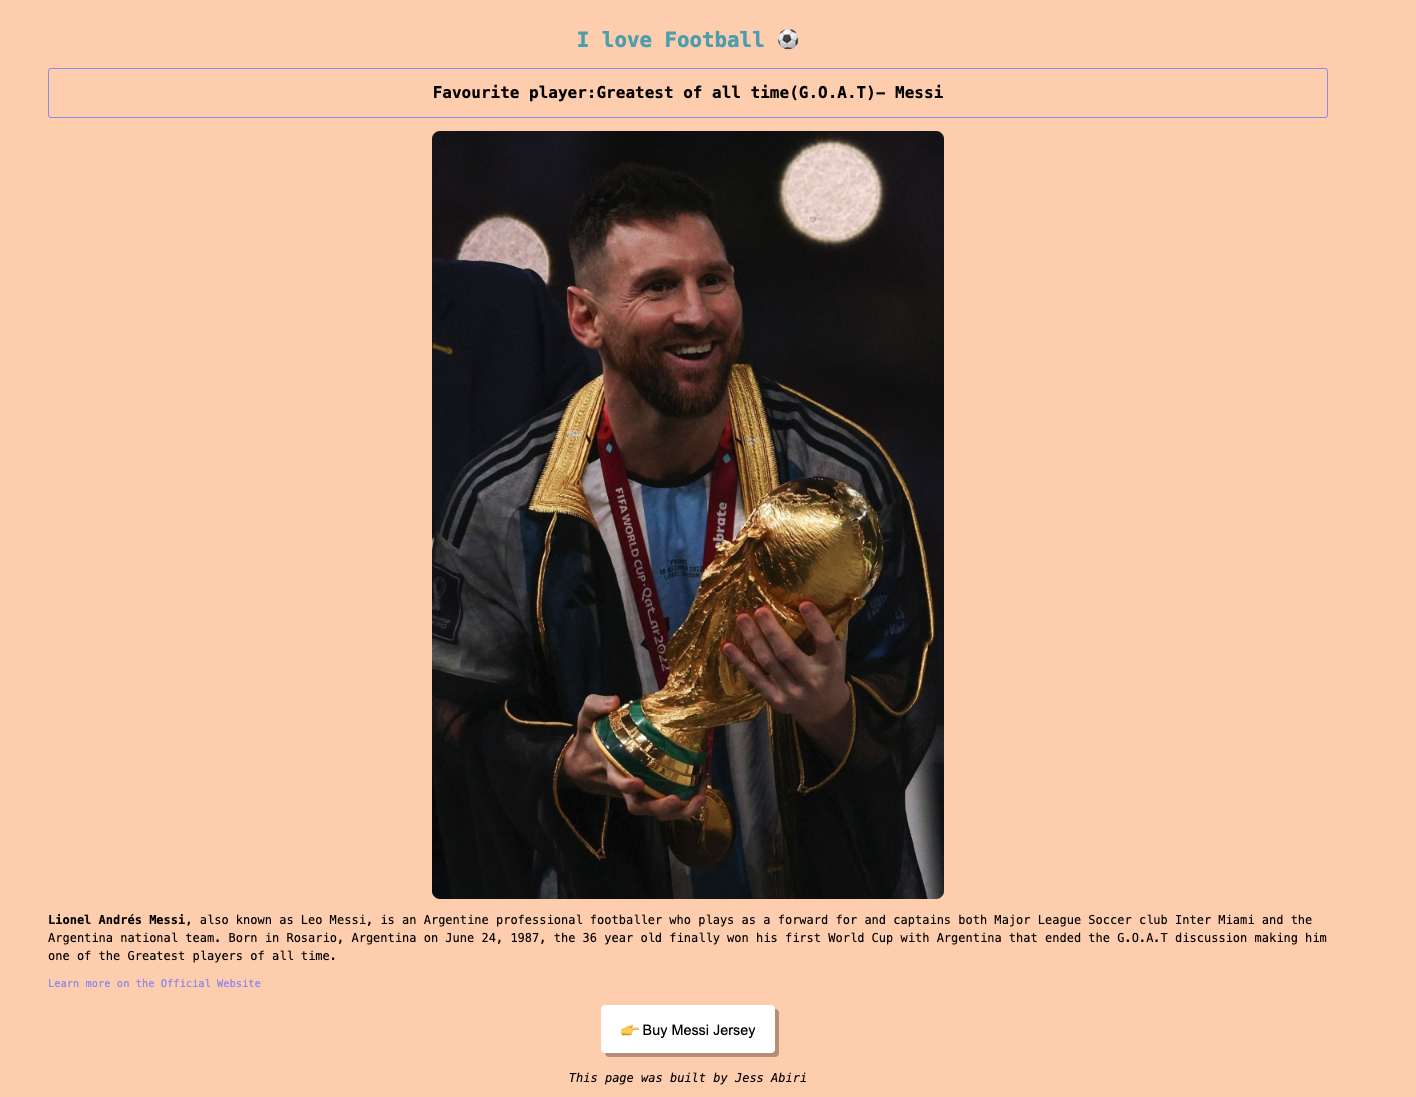 I love Football ⚽
Favourite player:Greatest of all time(G.O.A.T)– Messi
FIFA WORLD CUP Qatar2022
brate
Lionel Andrés Messi, also known as Leo Messi, is an Argentine professional footballer who plays as a forward for and captains both Major League Soccer club Inter Miami and the
Argentina national team. Born in Rosario, Argentina on June 24, 1987, the 36 year old finally won his first World Cup with Argentina that ended the G.O.A.T discussion making him
one of the Greatest players of all time.
Learn more on the Official Website
👉 Buy Messi Jersey
This page was built by Jess Abiri